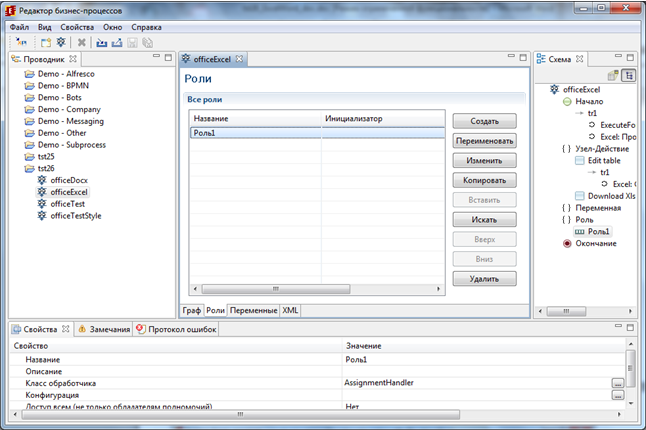 Редактор бизнес-процессов
Файл Вид Свойства Окно Справка
Проводник
Demo - Alfresco
Demo - BPMN
Demo - Bots
Demo - Company
Demo - Messaging
Demo - Other
Demo - Subprocess
tst25
tst26
officeDocx
officeExcel
officeTest
officeTestStyle
officeExcel
Роли
Все роли
Название Инициализатор
Роль1
Создать
Переименовать
Изменить
Копировать
Вставить
Искать
Вверх
Вниз
Удалить
Граф Роли Переменные XML
Схема
officeExcel
Начало
tr1
ExecuteFo
Excel: Про
Узел-Действие
Edit table
tr1
Excel: С
Download Xls
Переменная
Роль
Роль1
Окончание
Свойства Замечания Протокол ошибок
Свойство Значение
Название Роль1
Описание
Класс обработчика AssignmentHandler ...
Конфигурация ...
Доступ всем (не только обладателям полномочий) Нет